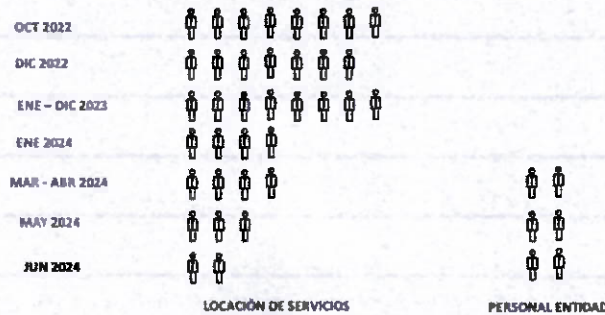 OCT 2022
DIC 2022
ENE – DIC 2023
ENE 2024
MAR - ABR 2024
MAY 2024
JUN 2024
LOCACIÓN DE SERVICIOS PERSONAL ENTIDAD